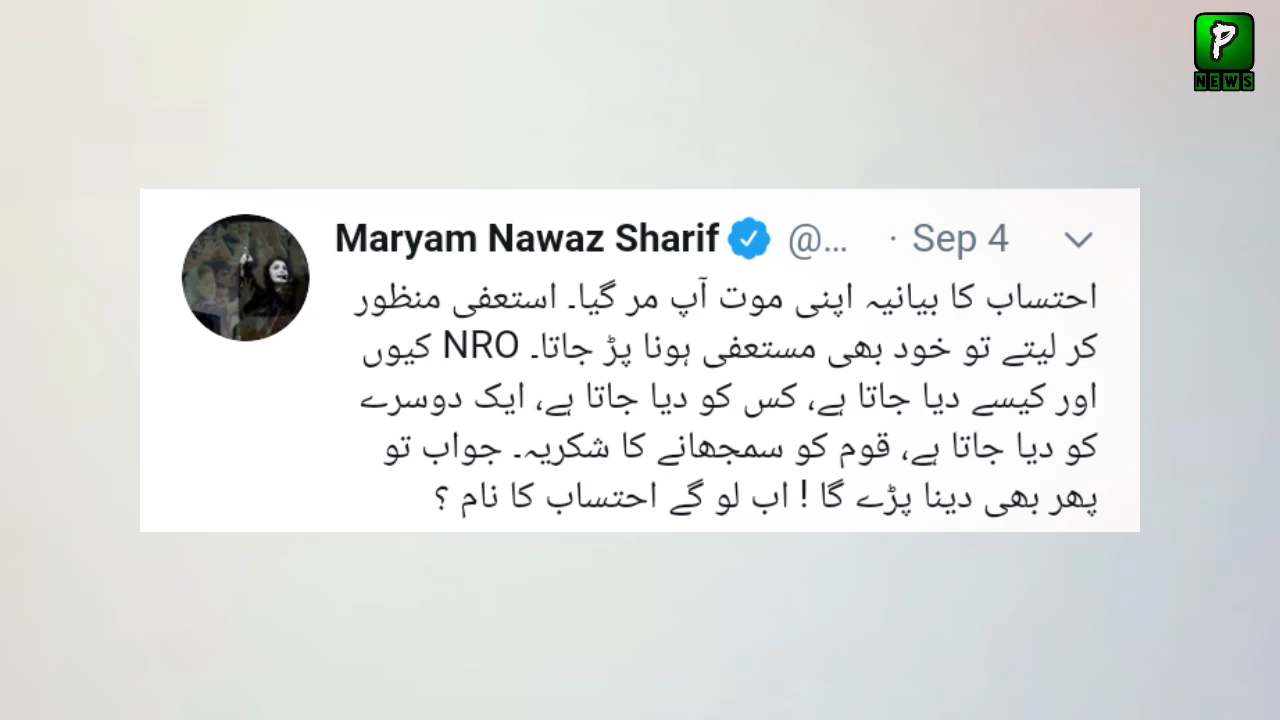 P
NEWS
Maryam Nawaz Sharif @... · Sep 4
احتساب کا بیانیہ اپنی موت آپ مر گیا۔ استعفی منظور
کر لیتے تو خود بھی مستعفی ہونا پڑ جاتا۔ NRO کیوں
اور کیسے دیا جاتا ہے، کس کو دیا جاتا ہے، ایک دوسرے
کو دیا جاتا ہے، قوم کو سمجھانے کا شکریہ۔ جواب تو
پھر بھی دینا پڑے گا ! اب لو گے احتساب کا نام ؟